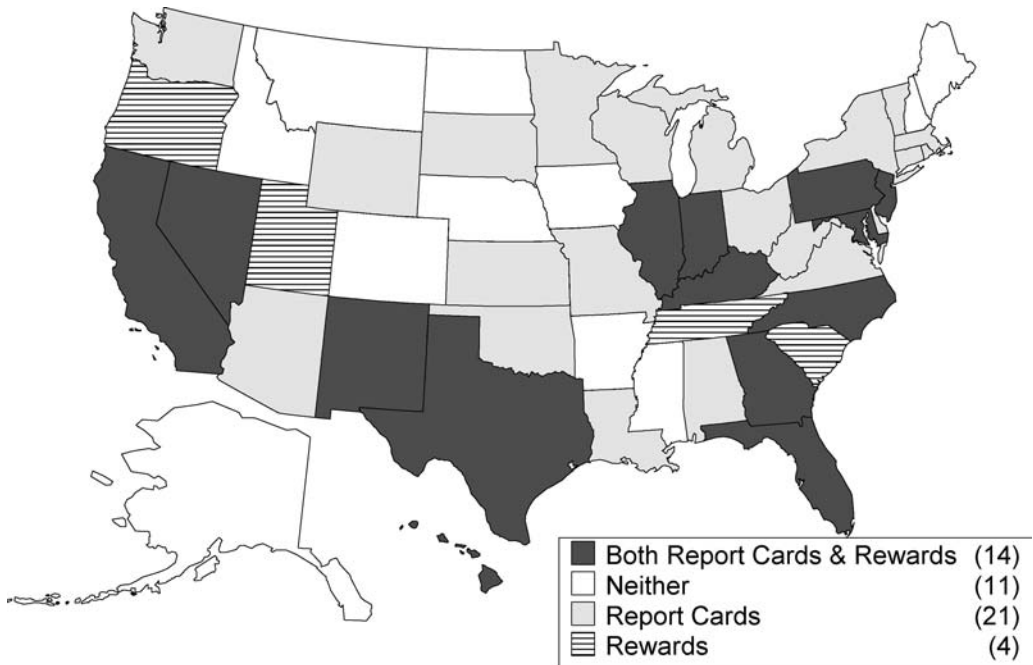 Both Report Cards & Rewards (14)
Neither (11)
Report Cards (21)
Rewards (4)